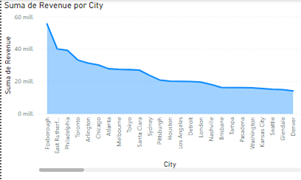 Suma de Revenue por City
60 mill.
40 mill.
20 mill.
0 mill.
Suma de Revenue
Foxborough
East Rutherf...
Philadelphia
Toronto
Arlington
Chicago
Atlanta
Melbourne
Tokyo
Santa Clara
Sydney
Pittsburgh
Houston
Los Angeles
Detroit
London
Nashville
Brisbane
Tampa
Pasadena
Washington
Kansas City
Seattle
Glendale
Denver
City